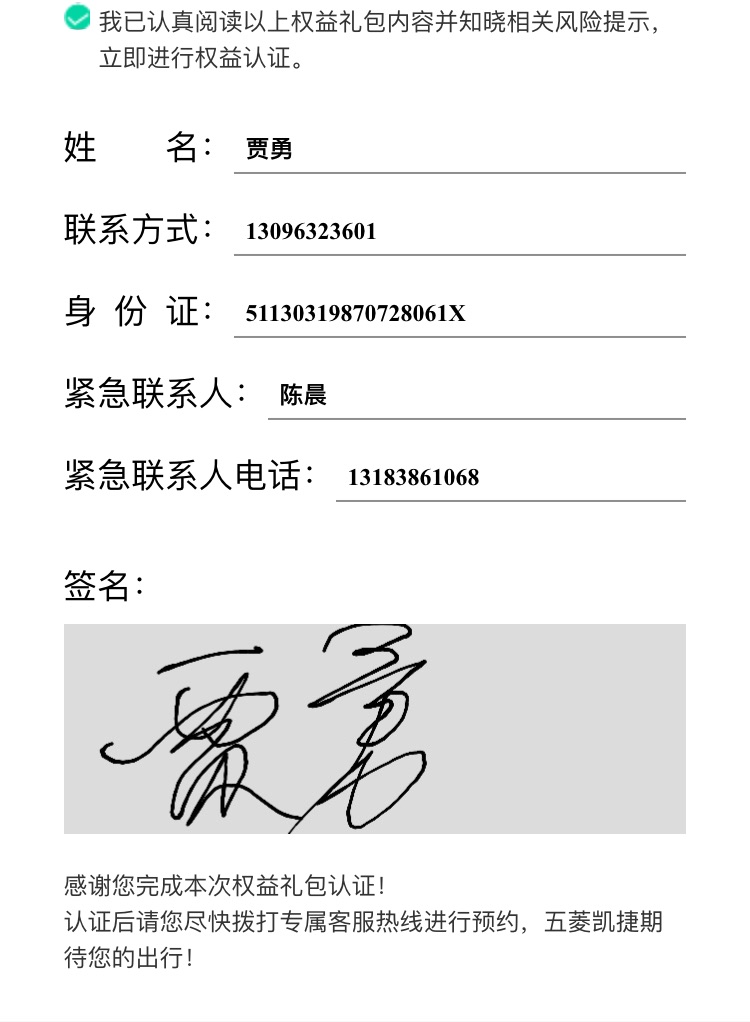 我已认真阅读以上权益礼包内容并知晓相关风险提示，
立即进行权益认证。
姓　　名： 贾勇
联系方式： 13096323601
身 份 证： 51130319870728061X
紧急联系人： 陈晨
紧急联系人电话： 13183861068
签名：
贾勇
感谢您完成本次权益礼包认证！
认证后请您尽快拨打专属客服热线进行预约，五菱凯捷期
待您的出行！